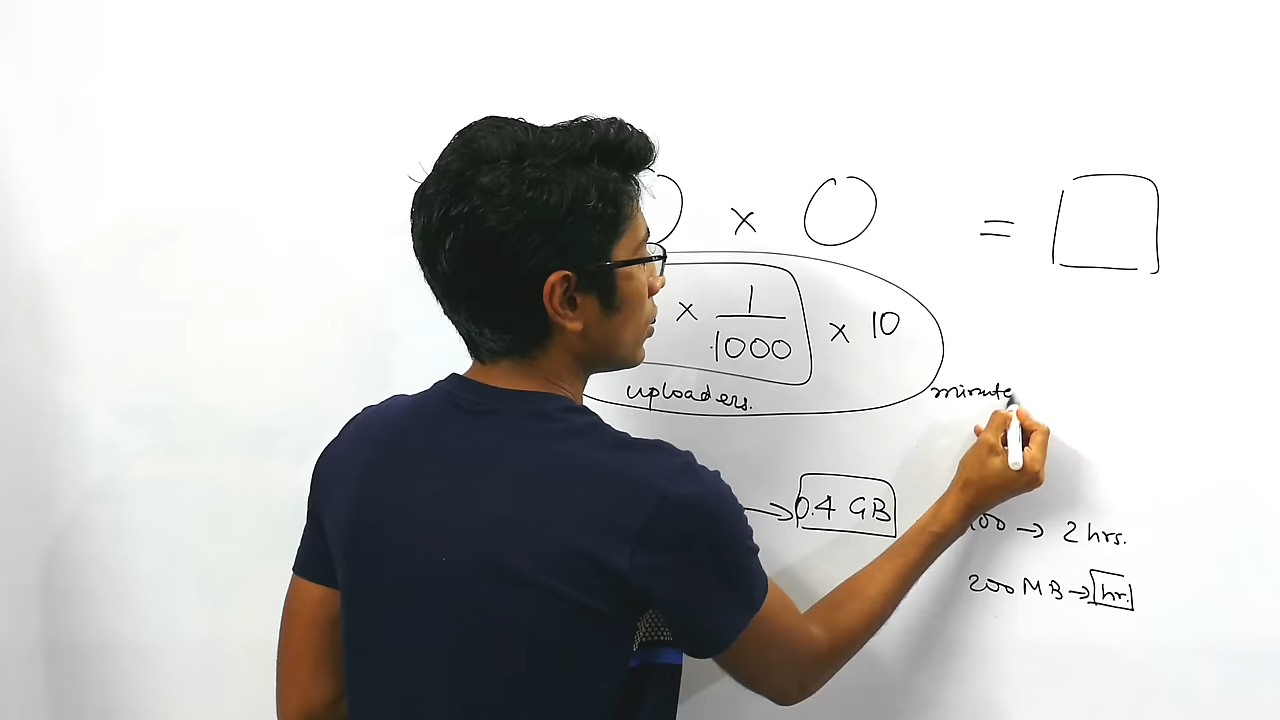 x =
x 1/1000 x 10
uploaders. minute
→ 0.4 GB
→ 2 hrs.
200 MB → hr.